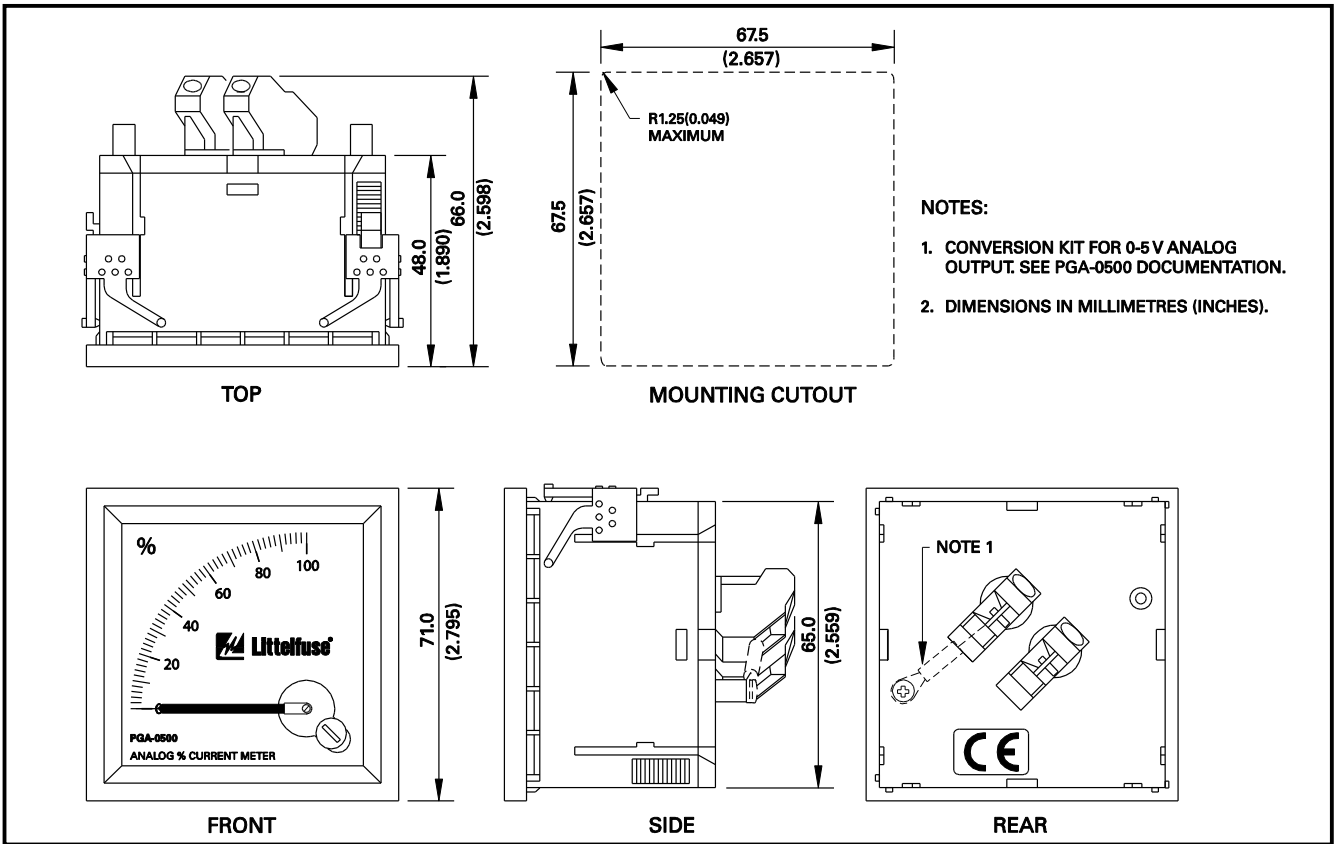 67.5
(2.657)
R1.25(0.049)
MAXIMUM
67.5
(2.657)
66.0
(2.598)
48.0
(1.890)
TOP
MOUNTING CUTOUT
NOTES:
1. CONVERSION KIT FOR 0-5 V ANALOG
OUTPUT. SEE PGA-0500 DOCUMENTATION.
2. DIMENSIONS IN MILLIMETRES (INCHES).
%
20
40
60
80
100
Littelfuse®
PGA-0500
ANALOG % CURRENT METER
71.0
(2.795)
FRONT
65.0
(2.559)
SIDE
NOTE 1
CE
REAR